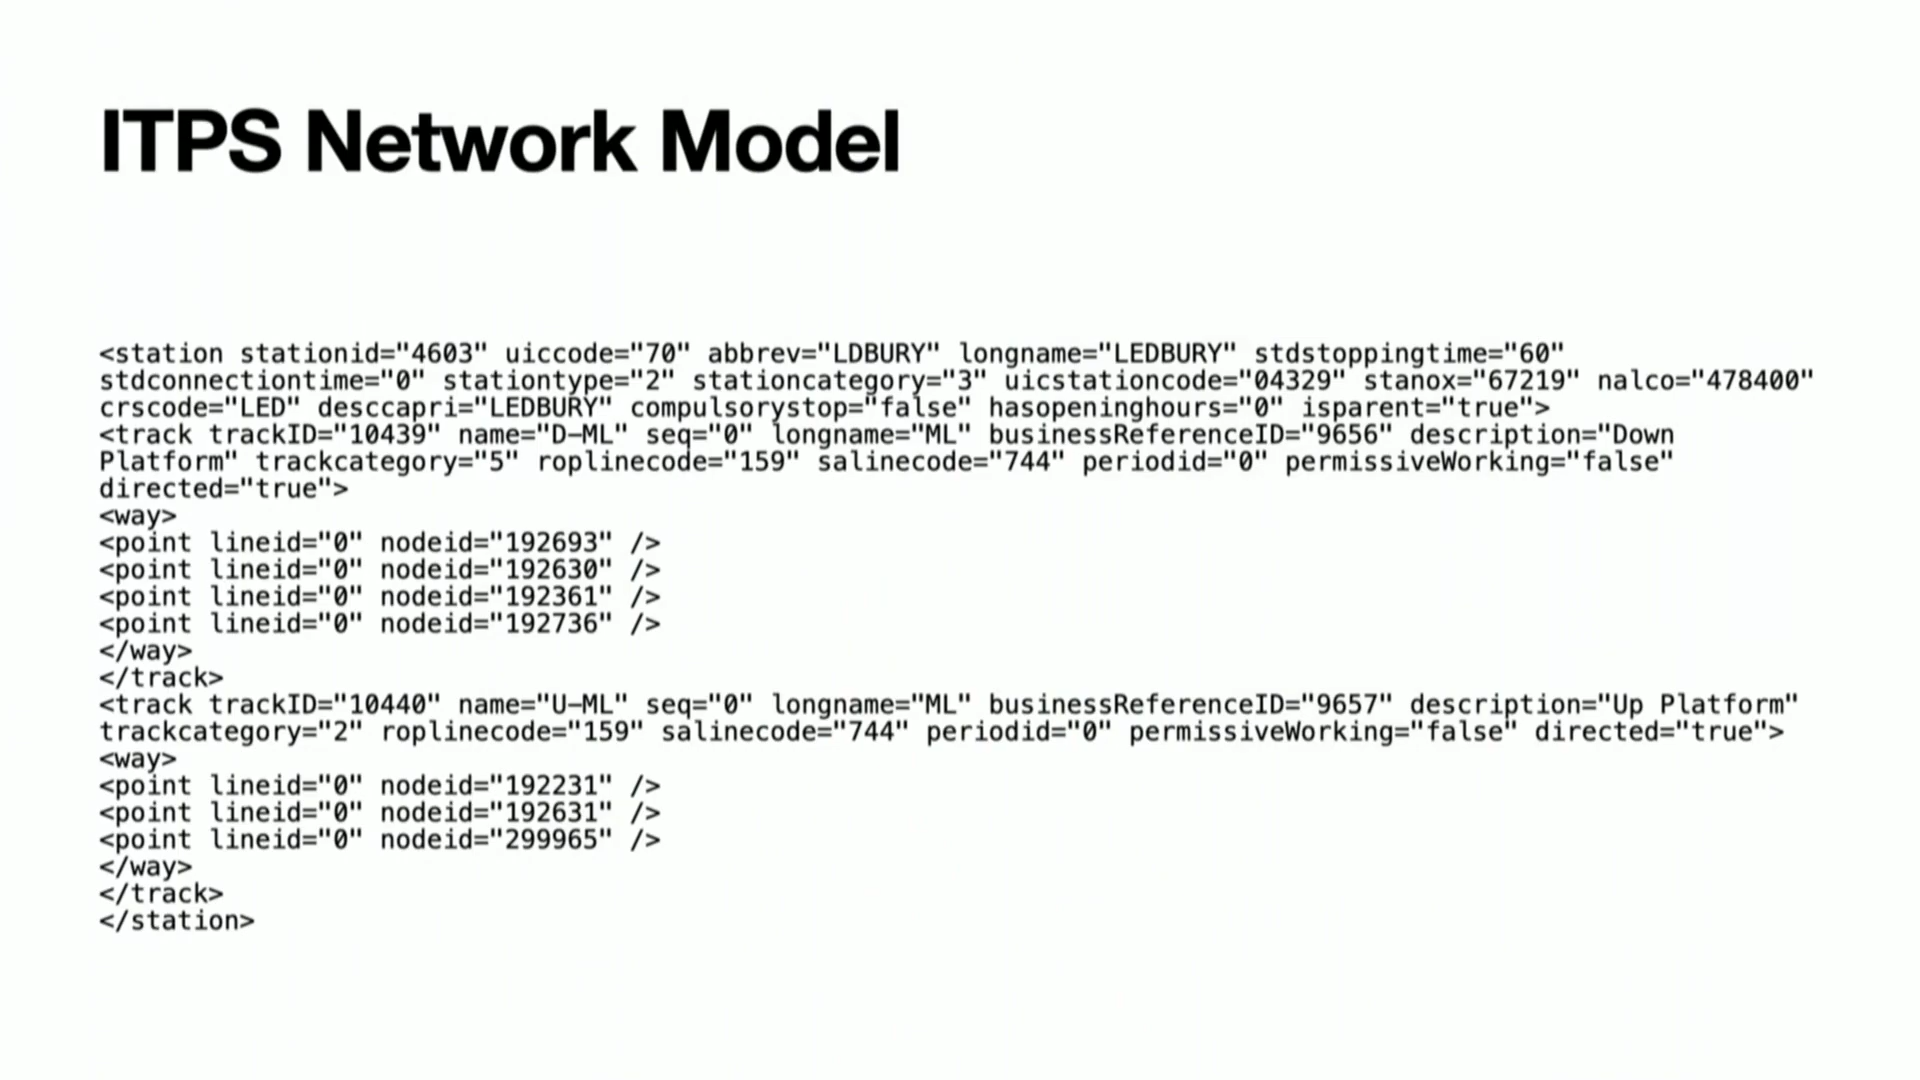 ITPS Network Model
<station stationid="4603" uiccode="70" abbrev="LDBURY" longname="LEDBURY" stdstoppingtime="60"
stdconnectiontime="0" stationtype="2" stationcategory="3" uicstationcode="04329" stanox="67219" nalco="478400"
crscode="LED" desccapri="LEDBURY" compulsorystop="false" hasopeninghours="0" isparent="true">
<track trackID="10439" name="D-ML" seq="0" longname="ML" businessReferenceID="9656" description="Down
Platform" trackcategory="5" roplinecode="159" salinecode="744" periodid="0" permissiveWorking="false"
directed="true">
<way>
<point lineid="0" nodeid="192693" />
<point lineid="0" nodeid="192630" />
<point lineid="0" nodeid="192361" />
<point lineid="0" nodeid="192736" />
</way>
</track>
<track trackID="10440" name="U-ML" seq="0" longname="ML" businessReferenceID="9657" description="Up Platform"
trackcategory="2" roplinecode="159" salinecode="744" periodid="0" permissiveWorking="false" directed="true">
<way>
<point lineid="0" nodeid="192231" />
<point lineid="0" nodeid="192631" />
<point lineid="0" nodeid="299965" />
</way>
</track>
</station>